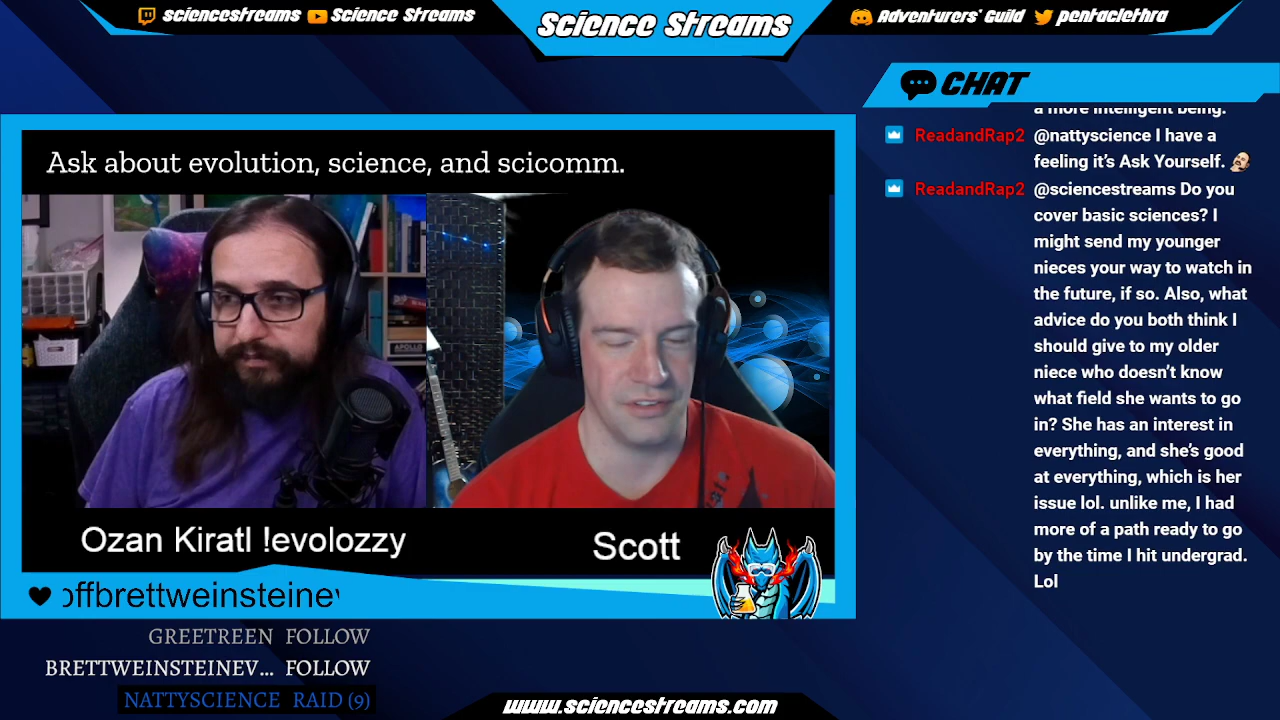 sciencestreams
Science Streams
Science Streams
Adventurers' Guild
pentaclethra
CHAT
Ask about evolution, science, and scicomm.
APOLLO
Ozan Kiratl !evolozzy
Scott
offbrettweinsteinev
GREETREEN FOLLOW
BRETTWEINSTEINEV... FOLLOW
NATTYSCIENCE RAID (9)
www.sciencestreams.com
a more intelligent being.
ReadandRap2 @nattyscience I have a
feeling it's Ask Yourself.
ReadandRap2 @sciencestreams Do you
cover basic sciences? I
might send my younger
nieces your way to watch in
the future, if so. Also, what
advice do you both think I
should give to my older
niece who doesn't know
what field she wants to go
in? She has an interest in
everything, and she's good
at everything, which is her
issue lol. unlike me, I had
more of a path ready to go
by the time I hit undergrad.
Lol